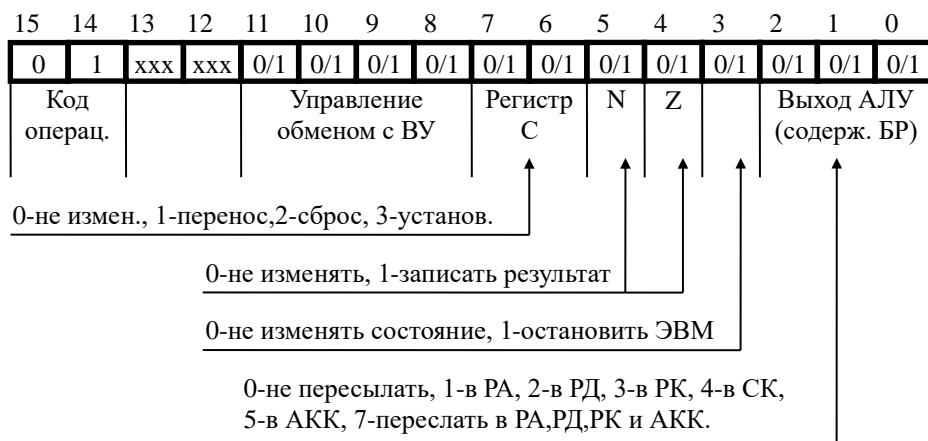 15 14 13 12 11 10 9 8 7 6 5 4 3 2 1 0
0 1 xxx xxx 0/1 0/1 0/1 0/1 0/1 0/1 0/1 0/1 0/1 0/1 0/1
Код Управление Регистр N Z Выход АЛУ
операц. обменом с ВУ С (содерж. БР)
0-не измен., 1-перенос,2-сброс, 3-установ.
0-не изменять, 1-записать результат
0-не изменять состояние, 1-остановить ЭВМ
0-не пересылать, 1-в РА, 2-в РД, 3-в РК, 4-в СК,
5-в АКК, 7-переслать в РА,РД,РК и АКК.